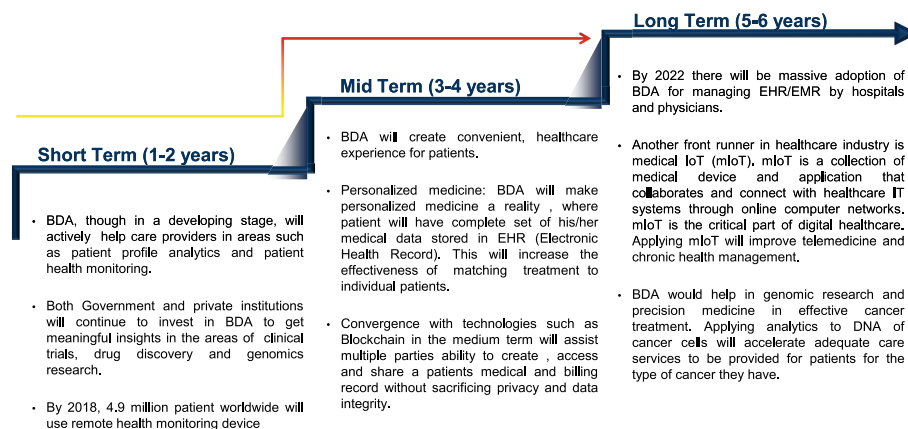 Short Term (1-2 years)
• BDA, though in a developing stage, will
actively help care providers in areas such
as patient profile analytics and patient
health monitoring.
• Both Government and private institutions
will continue to invest in BDA to get
meaningful insights in the areas of clinical
trials, drug discovery and genomics
research.
• By 2018, 4.9 million patient worldwide will
use remote health monitoring device
Mid Term (3-4 years)
• BDA will create convenient, healthcare
experience for patients.
• Personalized medicine: BDA will make
personalized medicine a reality , where
patient will have complete set of his/her
medical data stored in EHR (Electronic
Health Record). This will increase the
effectiveness of matching treatment to
individual patients.
• Convergence with technologies such as
Blockchain in the medium term will assist
multiple parties ability to create , access
and share a patients medical and billing
record without sacrificing privacy and data
integrity.
Long Term (5-6 years)
• By 2022 there will be massive adoption of
BDA for managing EHR/EMR by hospitals
and physicians.
• Another front runner in healthcare industry is
medical IoT (mIoT). mIoT is a collection of
medical device and application that
collaborates and connect with healthcare IT
systems through online computer networks.
mIoT is the critical part of digital healthcare.
Applying mIoT will improve telemedicine and
chronic health management.
• BDA would help in genomic research and
precision medicine in effective cancer
treatment. Applying analytics to DNA of
cancer cells will accelerate adequate care
services to be provided for patients for the
type of cancer they have.